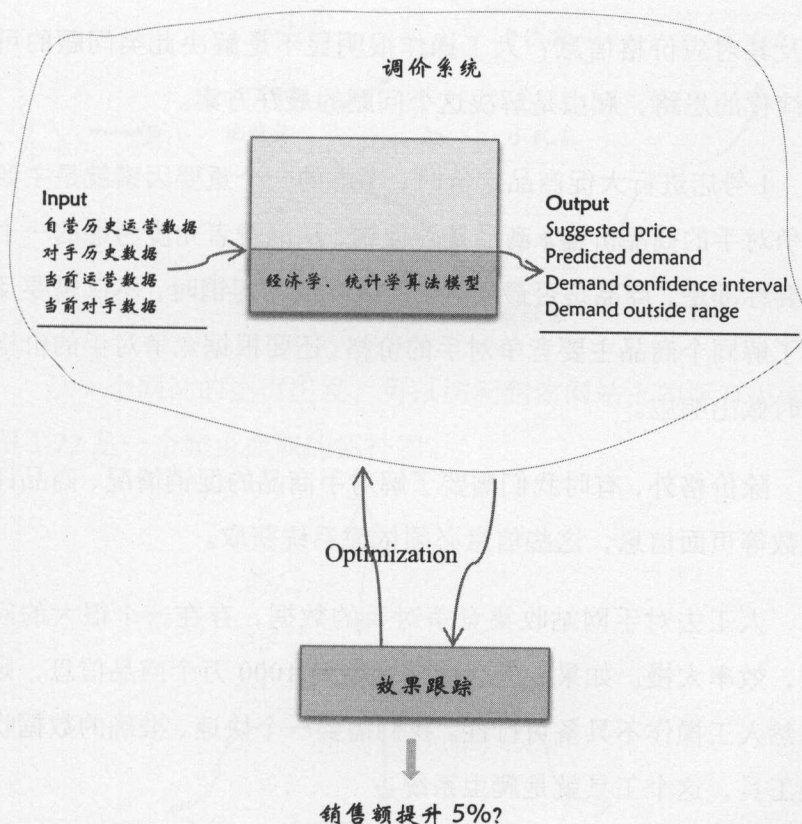 调价系统
Input
自营历史运营数据
对手历史数据
当前运营数据
当前对手数据
经济学、统计学算法模型
Output
Suggested price
Predicted demand
Demand confidence interval
Demand outside range
Optimization
效果跟踪
销售额提升 5%?